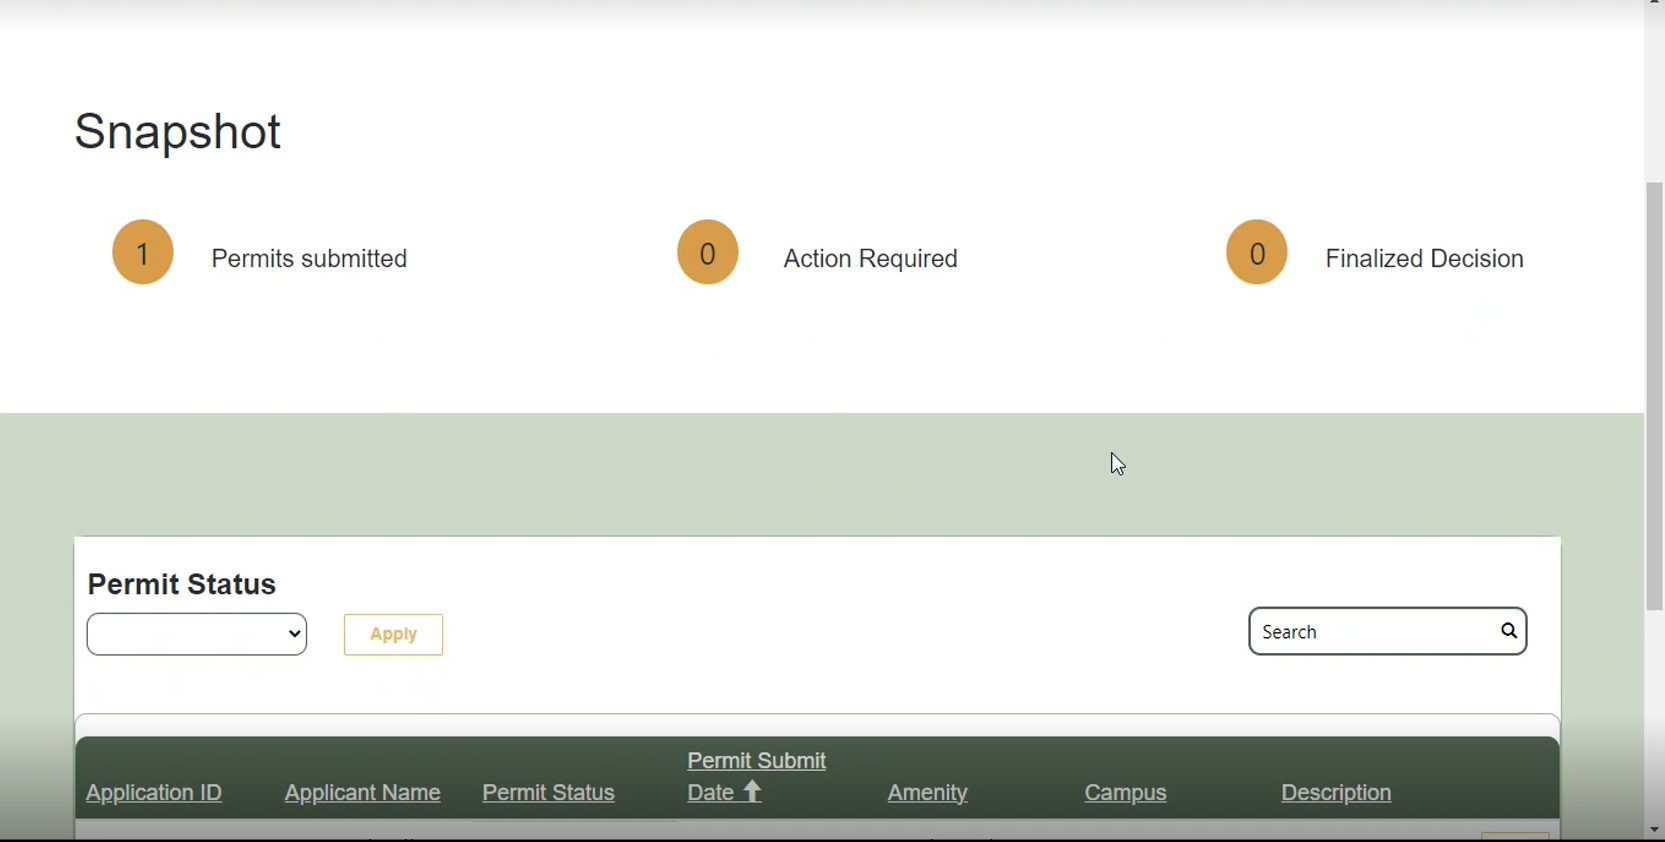 Snapshot
1 Permits submitted 0 Action Required 0 Finalized Decision
Permit Status
Apply Search
Permit Submit
Application ID Applicant Name Permit Status Date Amenity Campus Description